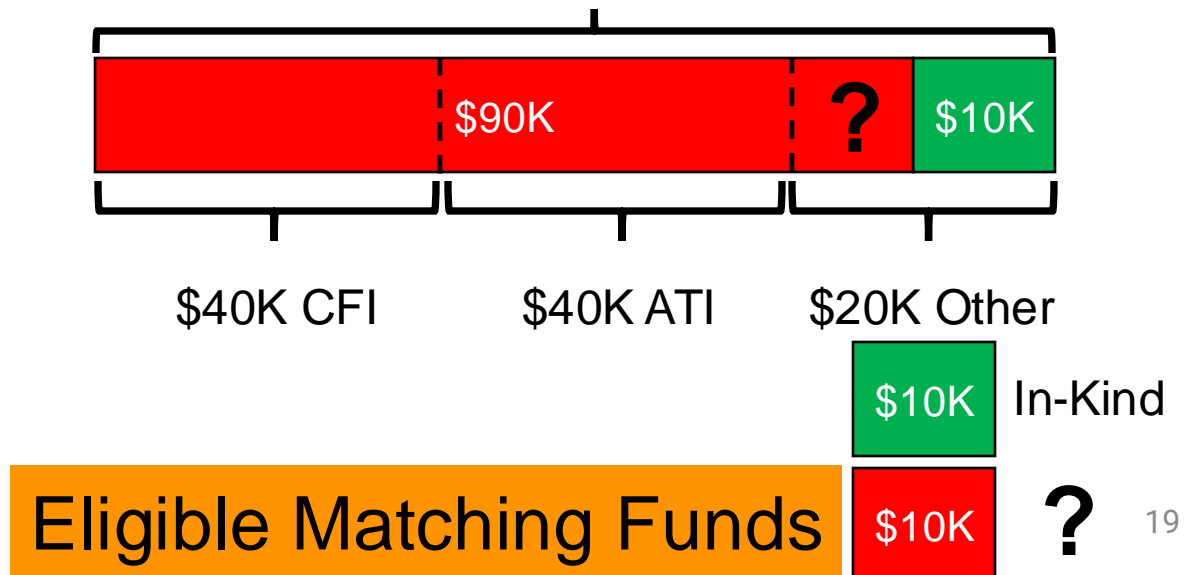 $90K ? $10K
$40K CFI $40K ATI $20K Other
$10K In-Kind
Eligible Matching Funds $10K ? 19